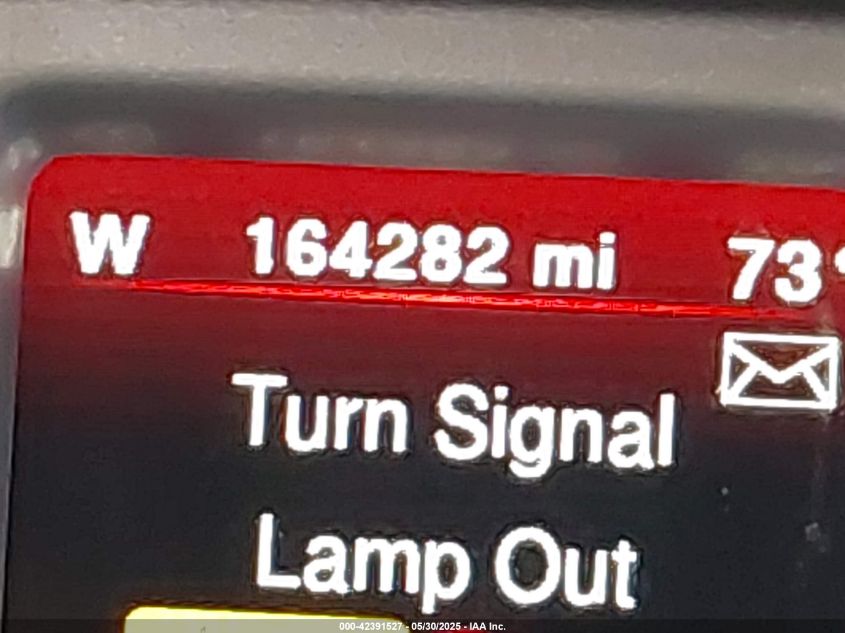 W 164282 mi 73°
Turn Signal
Lamp Out
000-42391527 - 05/30/2025 - IAA Inc.